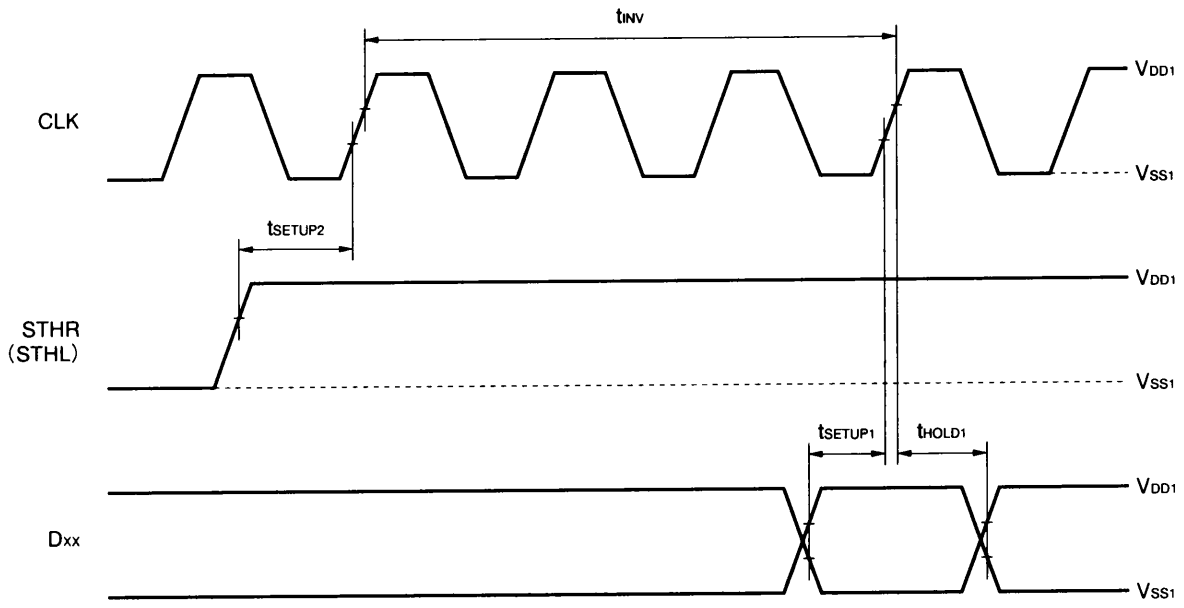 tINV
VDD1
CLK
VSS1
tSETUP2
VDD1
STHR
(STHL)
VSS1
tSETUP1
tHOLD1
VDD1
Dxx
VSS1